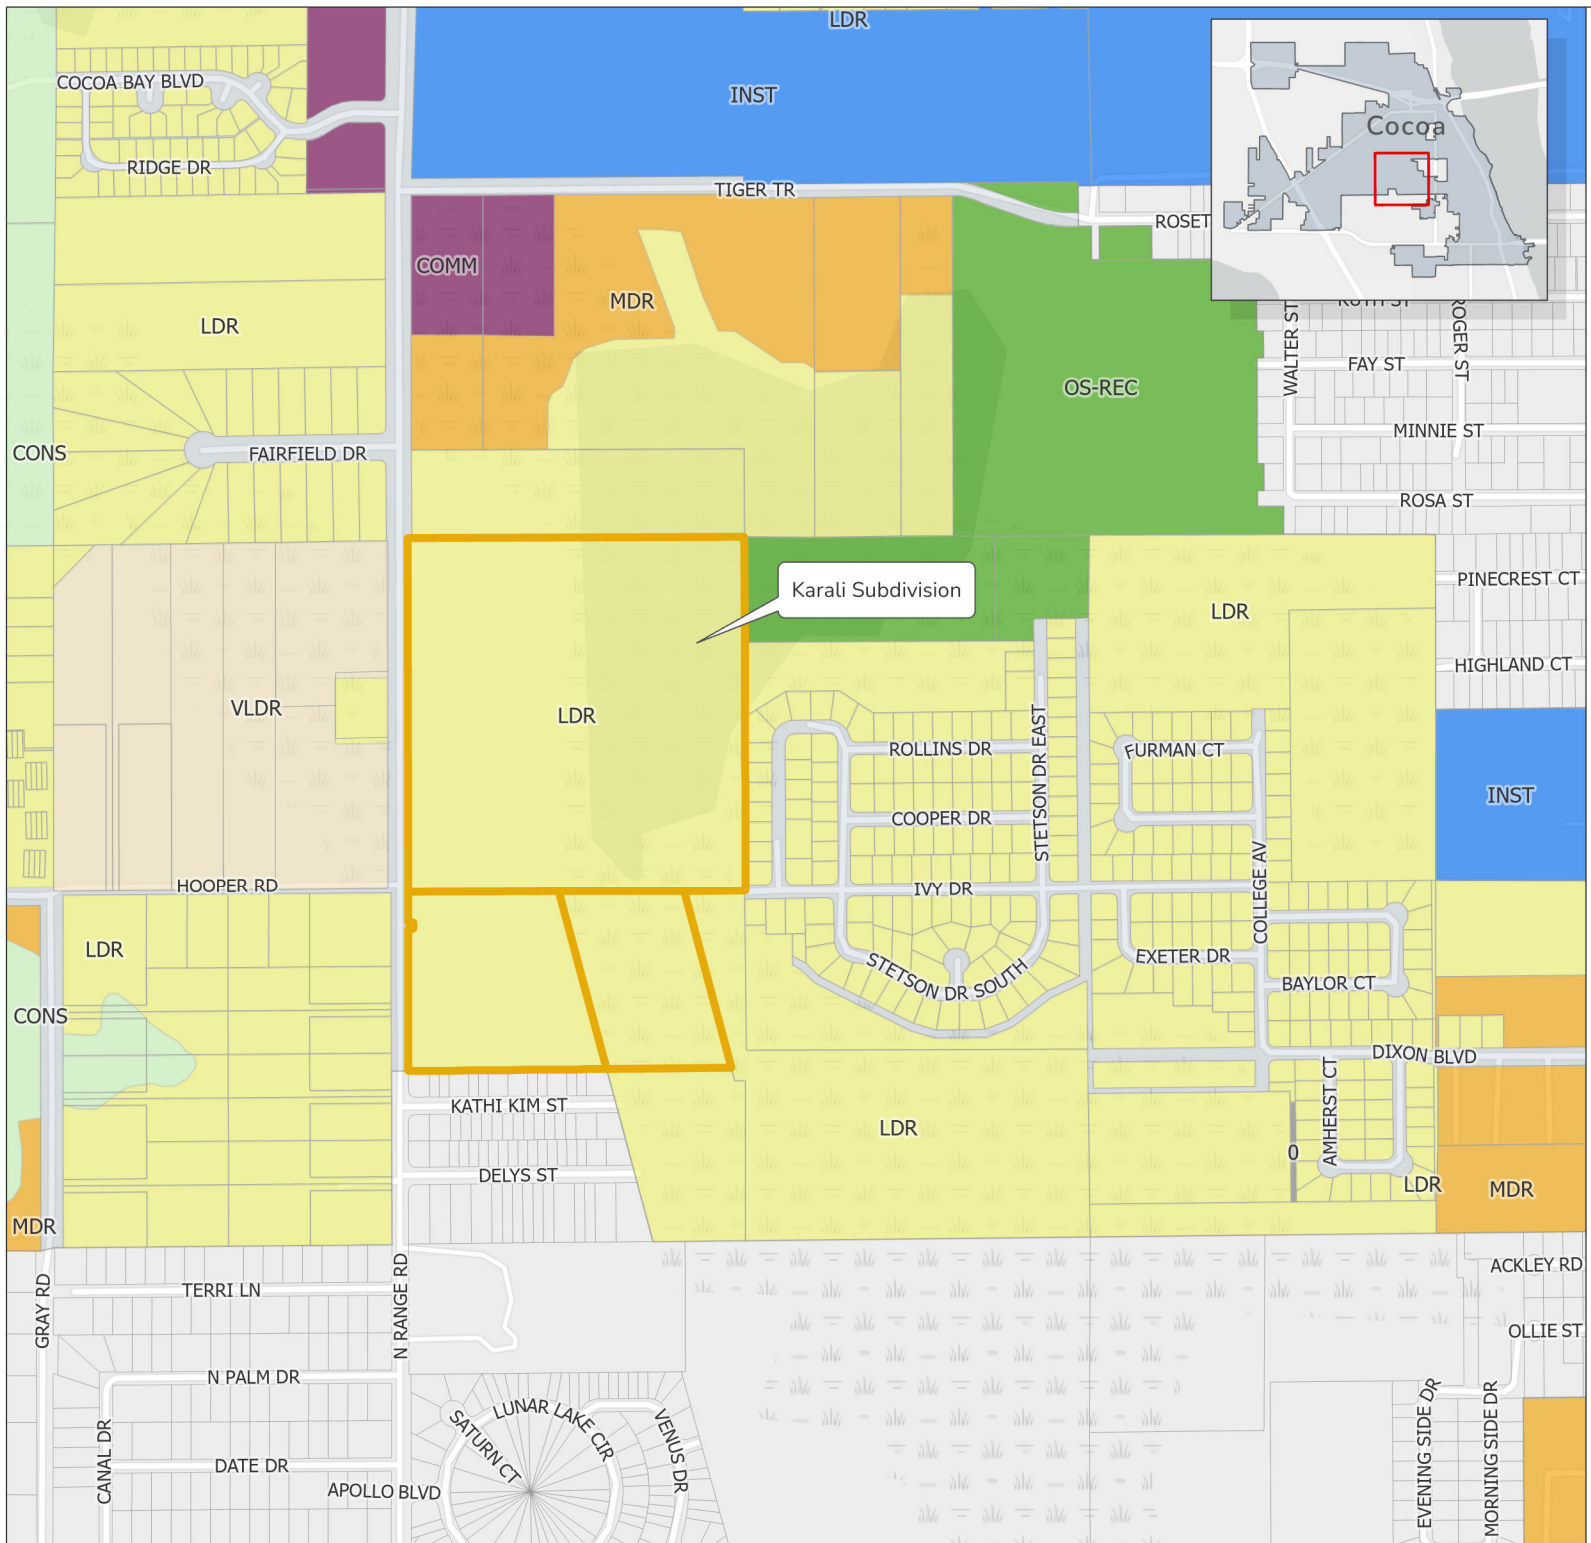 LDR
COCOA BAY BLVD
INST
Cocoa
RIDGE DR
TIGER TR
ROSET
COMM
MDR
LDR
RUTH ST
WALTER ST
ROGER ST
FAY ST
OS-REC
MINNIE ST
CONS
FAIRFIELD DR
ROSA ST
Karali Subdivision
PINECREST CT
LDR
HIGHLAND CT
VLDR
LDR
STETSON DR EAST
ROLLINS DR
FURMAN CT
INST
COOPER DR
COLLEGE AV
HOOPER RD
IVY DR
LDR
STETSON DR SOUTH
EXETER DR
BAYLOR CT
CONS
DIXON BLVD
KATHI KIM ST
LDR
AMHERST CT
0
DELYS ST
LDR
MDR
MDR
GRAY RD
N RANGE RD
TERRI LN
ACKLEY RD
OLLIE ST
N PALM DR
CANAL DR
LUNAR LAKE CIR
SATURN CT
VENUS DR
EVENING SIDE DR
MORNING SIDE DR
DATE DR
APOLLO BLVD